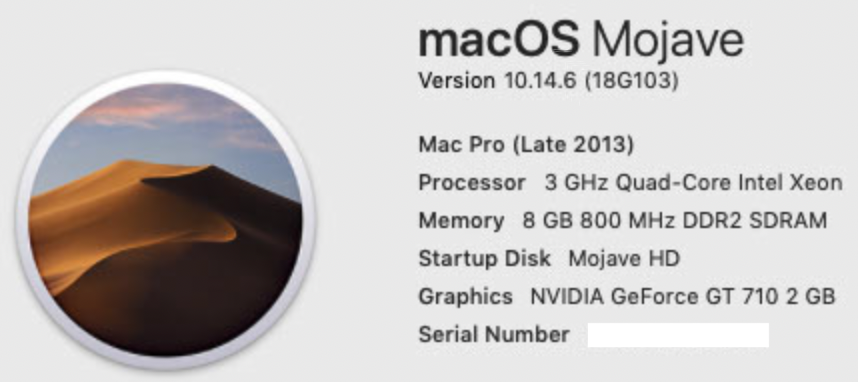 macOS Mojave
Version 10.14.6 (18G103)
Mac Pro (Late 2013)
Processor 3 GHz Quad-Core Intel Xeon
Memory 8 GB 800 MHz DDR2 SDRAM
Startup Disk Mojave HD
Graphics NVIDIA GeForce GT 710 2 GB
Serial Number